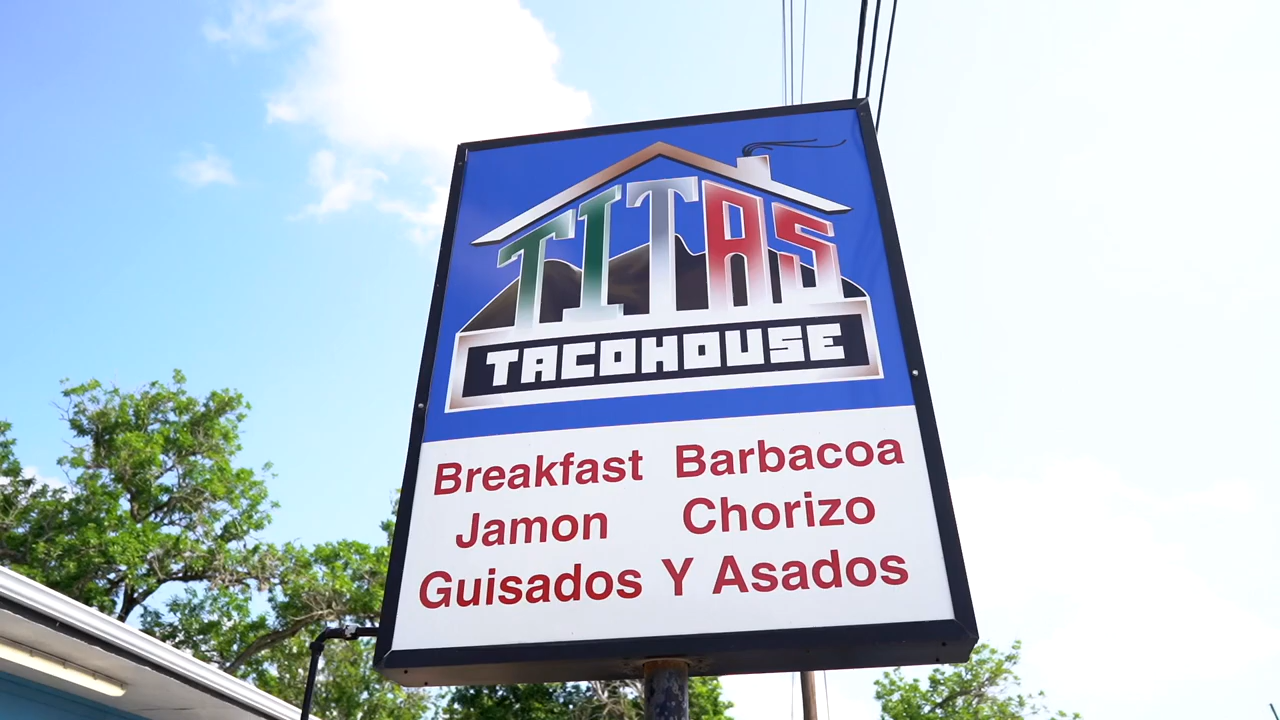 TITAS
TACOHOUSE
Breakfast Barbacoa
Jamon Chorizo
Guisados Y Asados